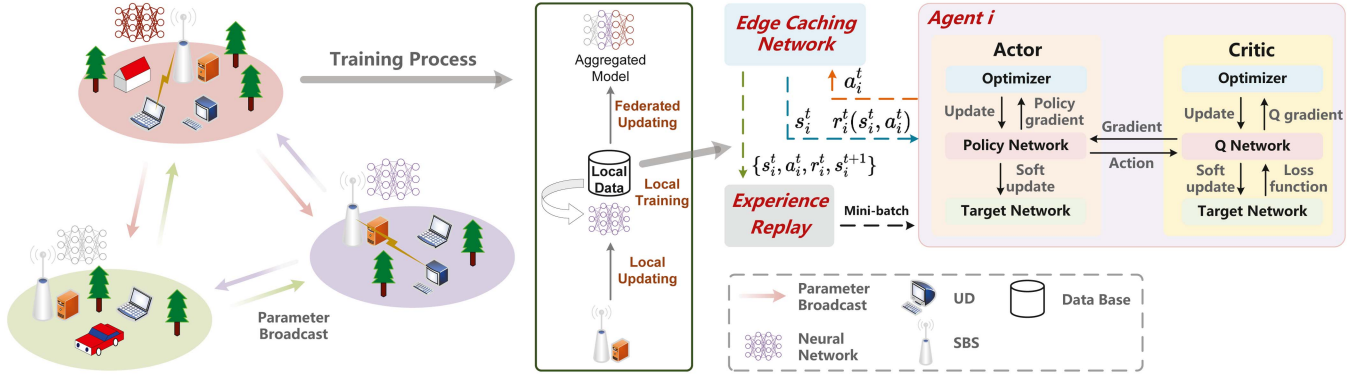 Training Process
Parameter
Broadcast
Aggregated
Model
Federated
Updating
Local
Data
Local
Training
Local
Updating
Edge Caching
Network
a_i^t
s_i^t
r_i^t(s_i^t, a_i^t)
{s_i^t, a_i^t, r_i^t, s_i^{t+1}}
Experience
Replay
Mini-batch
Agent i
Actor
Optimizer
Update
Policy
gradient
Policy Network
Soft
update
Target Network
Gradient
Action
Critic
Optimizer
Update
Q gradient
Q Network
Soft
update
Loss
function
Target Network
Parameter
Broadcast
UD
Data Base
Neural
Network
SBS